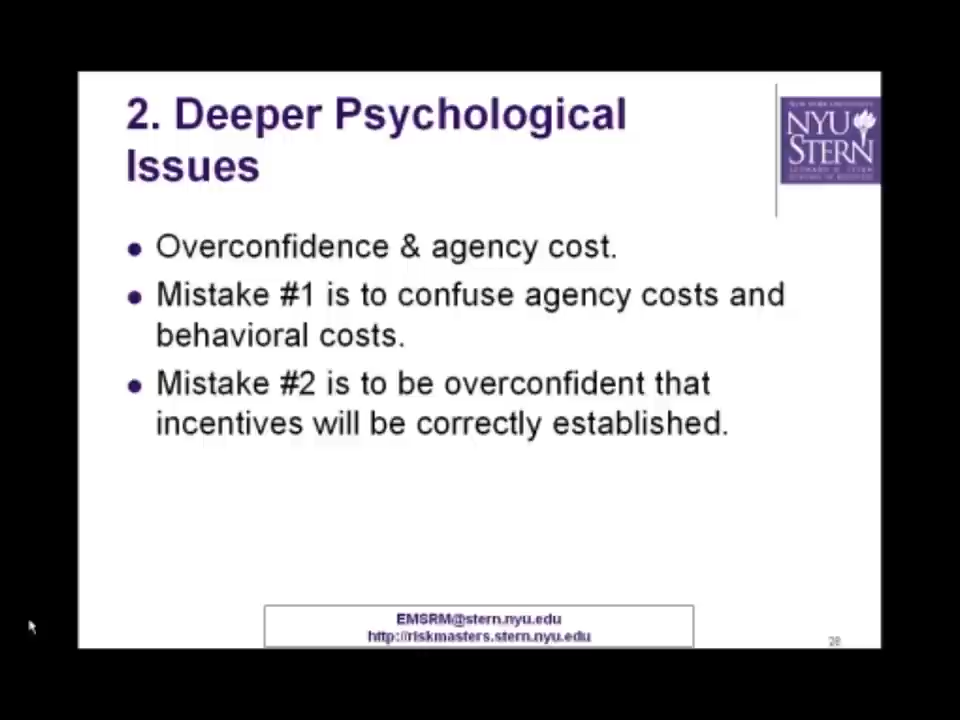 2. Deeper Psychological
Issues
NYU
STERN
Overconfidence & agency cost.
Mistake #1 is to confuse agency costs and
behavioral costs.
Mistake #2 is to be overconfident that
incentives will be correctly established.
EMSRM@stern.nyu.edu
http://riskmasters.stern.nyu.edu